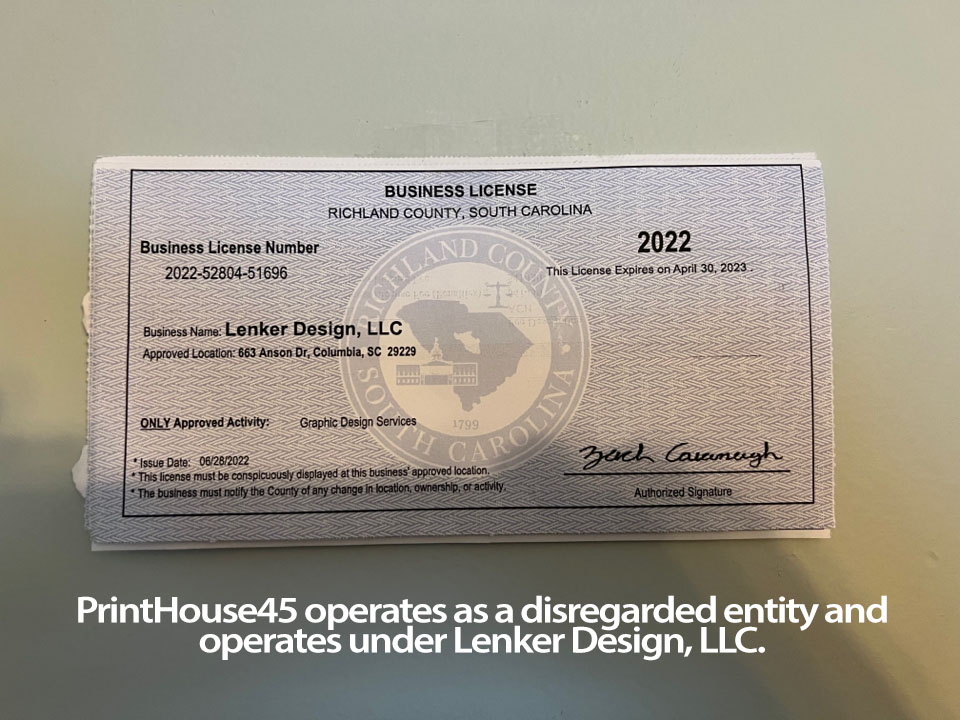 BUSINESS LICENSE
RICHLAND COUNTY, SOUTH CAROLINA
Business License Number
2022-52804-51696
2022
This License Expires on April 30, 2023 .
RICHLAND COUNTY
SOUTH CAROLINA
1799
Business Name: Lenker Design, LLC
Approved Location: 663 Anson Dr, Columbia, SC 29229
ONLY Approved Activity: Graphic Design Services
* Issue Date: 06/28/2022
* This license must be conspicuously displayed at this business' approved location.
* The business must notify the County of any change in location, ownership, or activity.
Zach Cavanaugh
Authorized Signature
PrintHouse45 operates as a disregarded entity and
operates under Lenker Design, LLC.